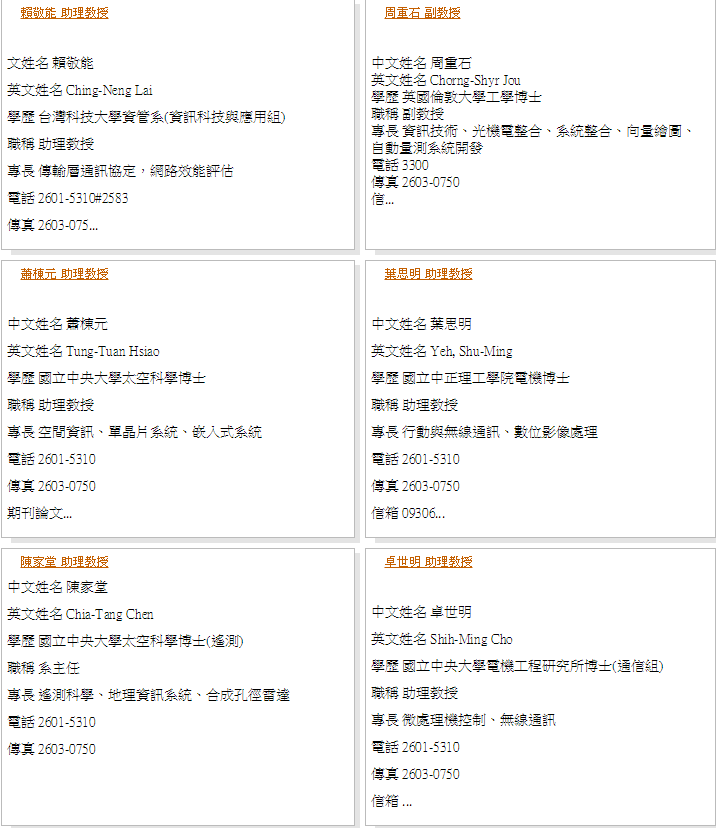 賴敬能 助理教授
文姓名 賴敬能
英文姓名 Ching-Neng Lai
學歷 台灣科技大學資管系(資訊科技與應用組)
職稱 助理教授
專長 傳輸層通訊協定，網路效能評估
電話 2601-5310#2583
傳真 2603-075...
周重石 副教授
中文姓名 周重石
英文姓名 Chorng-Shyr Jou
學歷 英國倫敦大學工學博士
職稱 副教授
專長 資訊技術、光機電整合、系統整合、向量繪圖、
自動量測系統開發
電話 3300
傳真 2603-0750
信...
蕭棟元 助理教授
中文姓名 蕭棟元
英文姓名 Tung-Tuan Hsiao
學歷 國立中央大學太空科學博士
職稱 助理教授
專長 空間資訊、單晶片系統、嵌入式系統
電話 2601-5310
傳真 2603-0750
期刊論文...
葉思明 助理教授
中文姓名 葉思明
英文姓名 Yeh, Shu-Ming
學歷 國立中正理工學院電機博士
職稱 助理教授
專長 行動與無線通訊、數位影像處理
電話 2601-5310
傳真 2603-0750
信箱 09306...
陳家堂 助理教授
中文姓名 陳家堂
英文姓名 Chia-Tang Chen
學歷 國立中央大學太空科學博士(遙測)
職稱 系主任
專長 遙測科學、地理資訊系統、合成孔徑雷達
電話 2601-5310
傳真 2603-0750
卓世明 助理教授
中文姓名 卓世明
英文姓名 Shih-Ming Cho
學歷 國立中央大學電機工程研究所博士(通信組)
職稱 助理教授
專長 微處理機控制、無線通訊
電話 2601-5310
傳真 2603-0750
信箱 ...